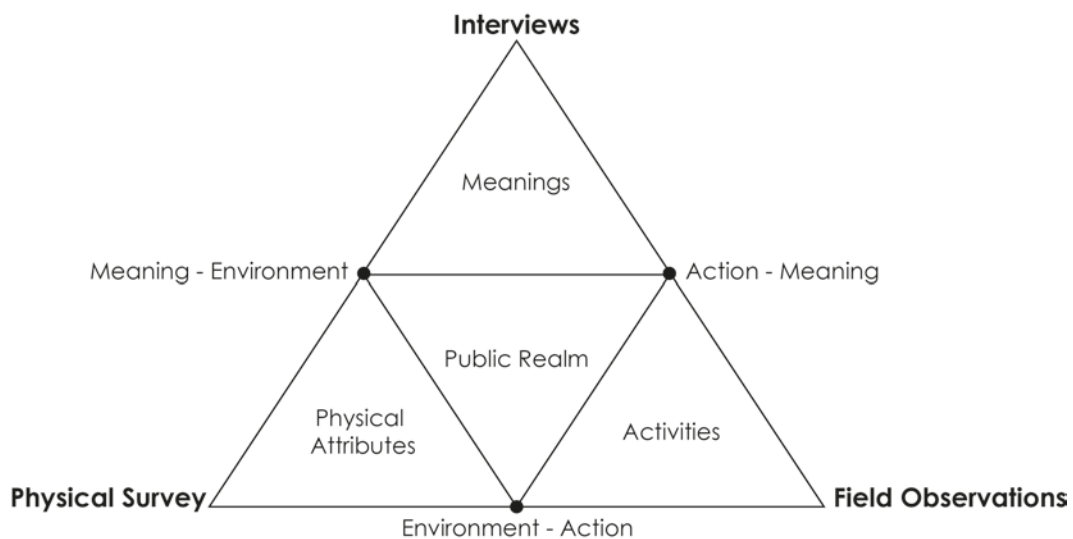 Interviews
Meanings
Meaning - Environment
Action - Meaning
Public Realm
Physical
Attributes
Activities
Physical Survey
Field Observations
Environment - Action